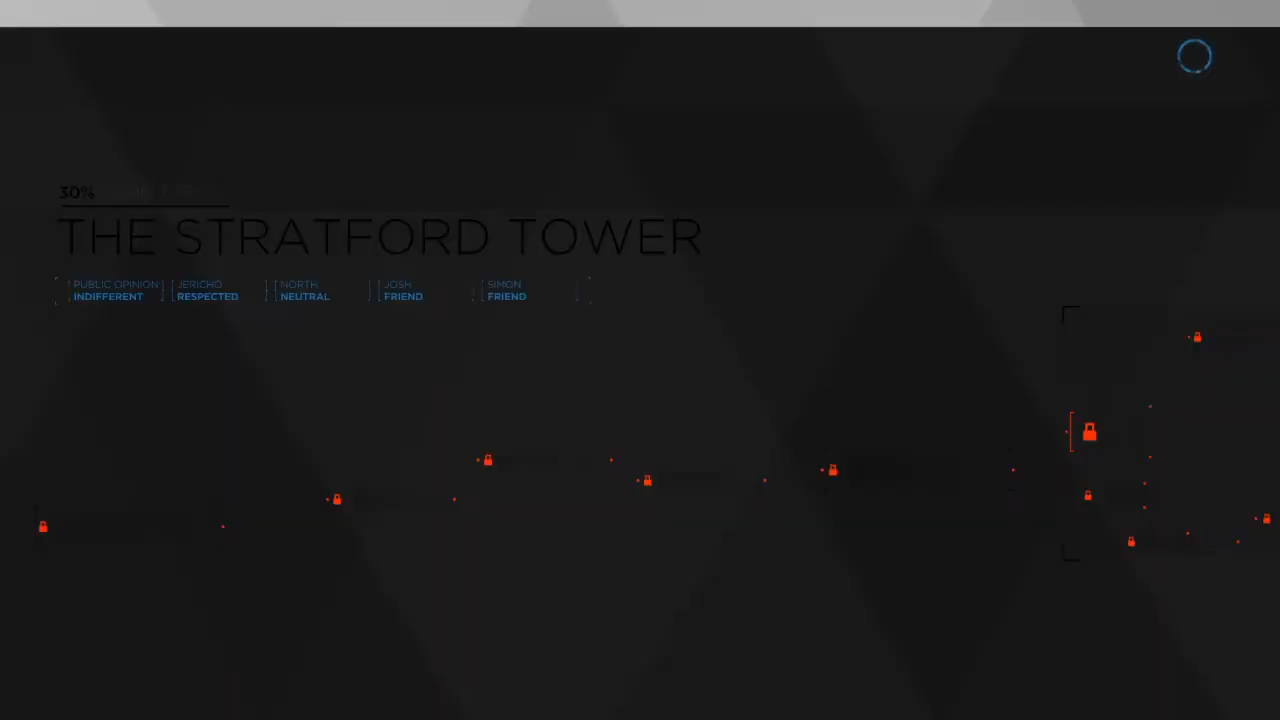 30%
THE STRATFORD TOWER
PUBLIC OPINION JERICHO NORTH JOSH SIMON
INDIFFERENT RESPECTED NEUTRAL FRIEND FRIEND